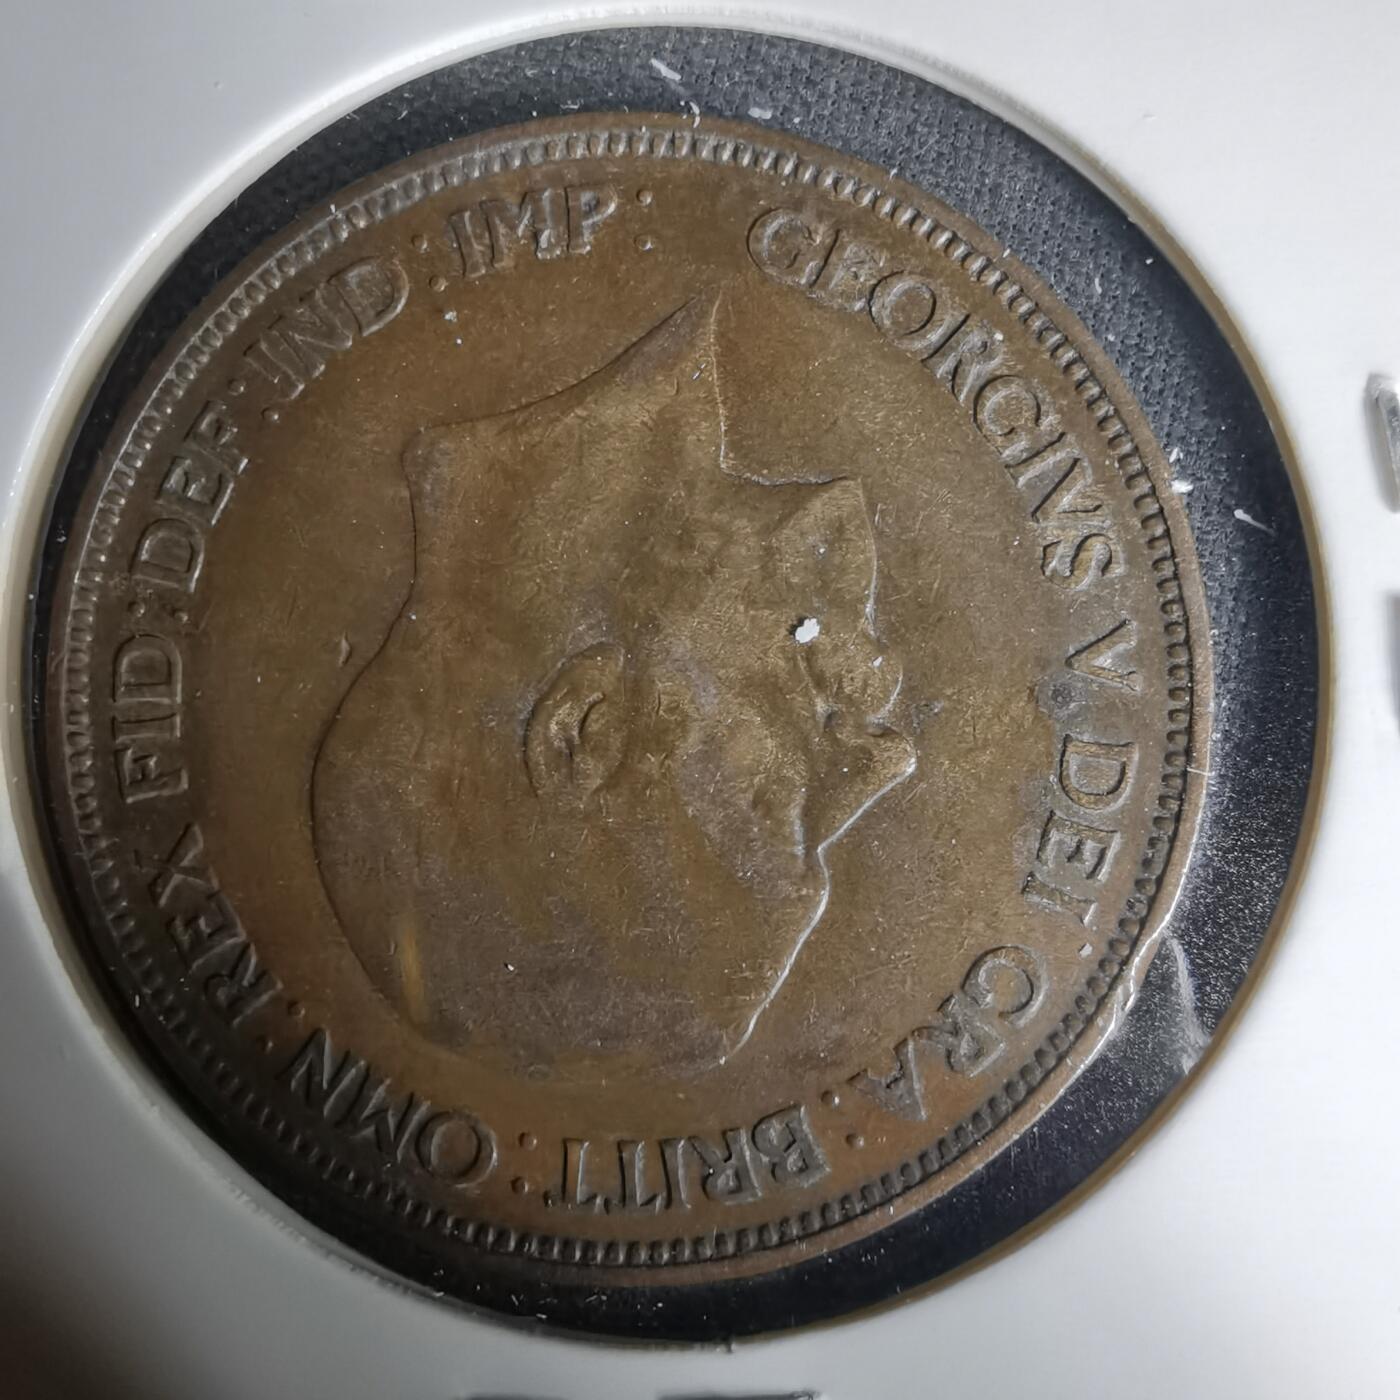 GEORGIVS V DEI GRA: BRITT: OMN: REX FID: DEF: IND: IMP: